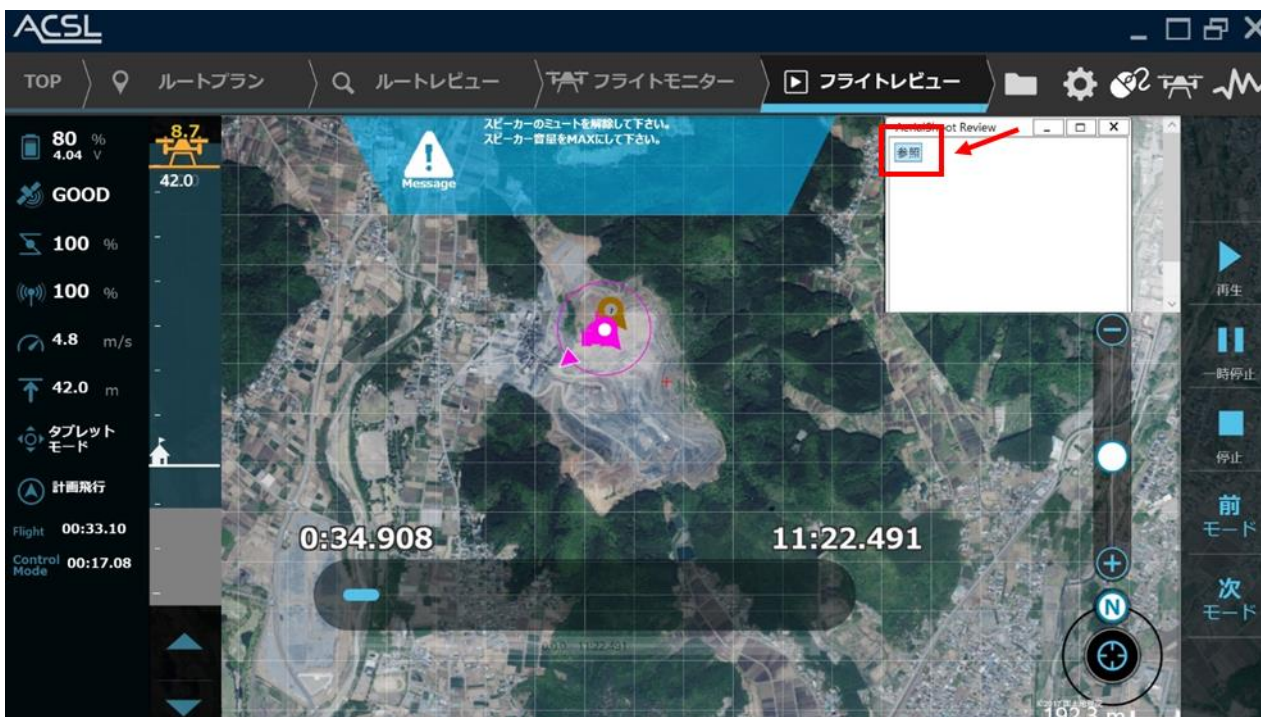 ACSL
TOP
ルートプラン
ルートレビュー
フライトモニター
フライトレビュー
80 %
4.04 V
GOOD
100 %
100 %
4.8 m/s
42.0 m
タブレット
モード
計画飛行
Flight 00:33.10
Control
Mode 00:17.08
8.7
42.0
スピーカーのミュートを解除して下さい。
スピーカー音量をMAXにして下さい。
Message
AerialShoot Review
参照
0:34.908
11:22.491
N
192.3 m
再生
一時停止
停止
前
モード
次
モード